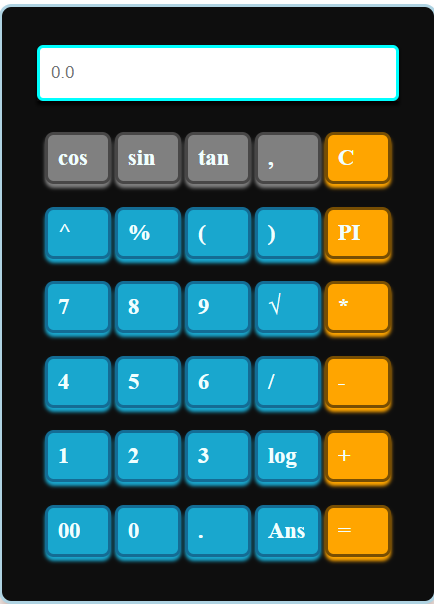 0.0
cos sin tan , C
^ % ( ) PI
7 8 9 √ *
4 5 6 / -
1 2 3 log +
00 0 . Ans =